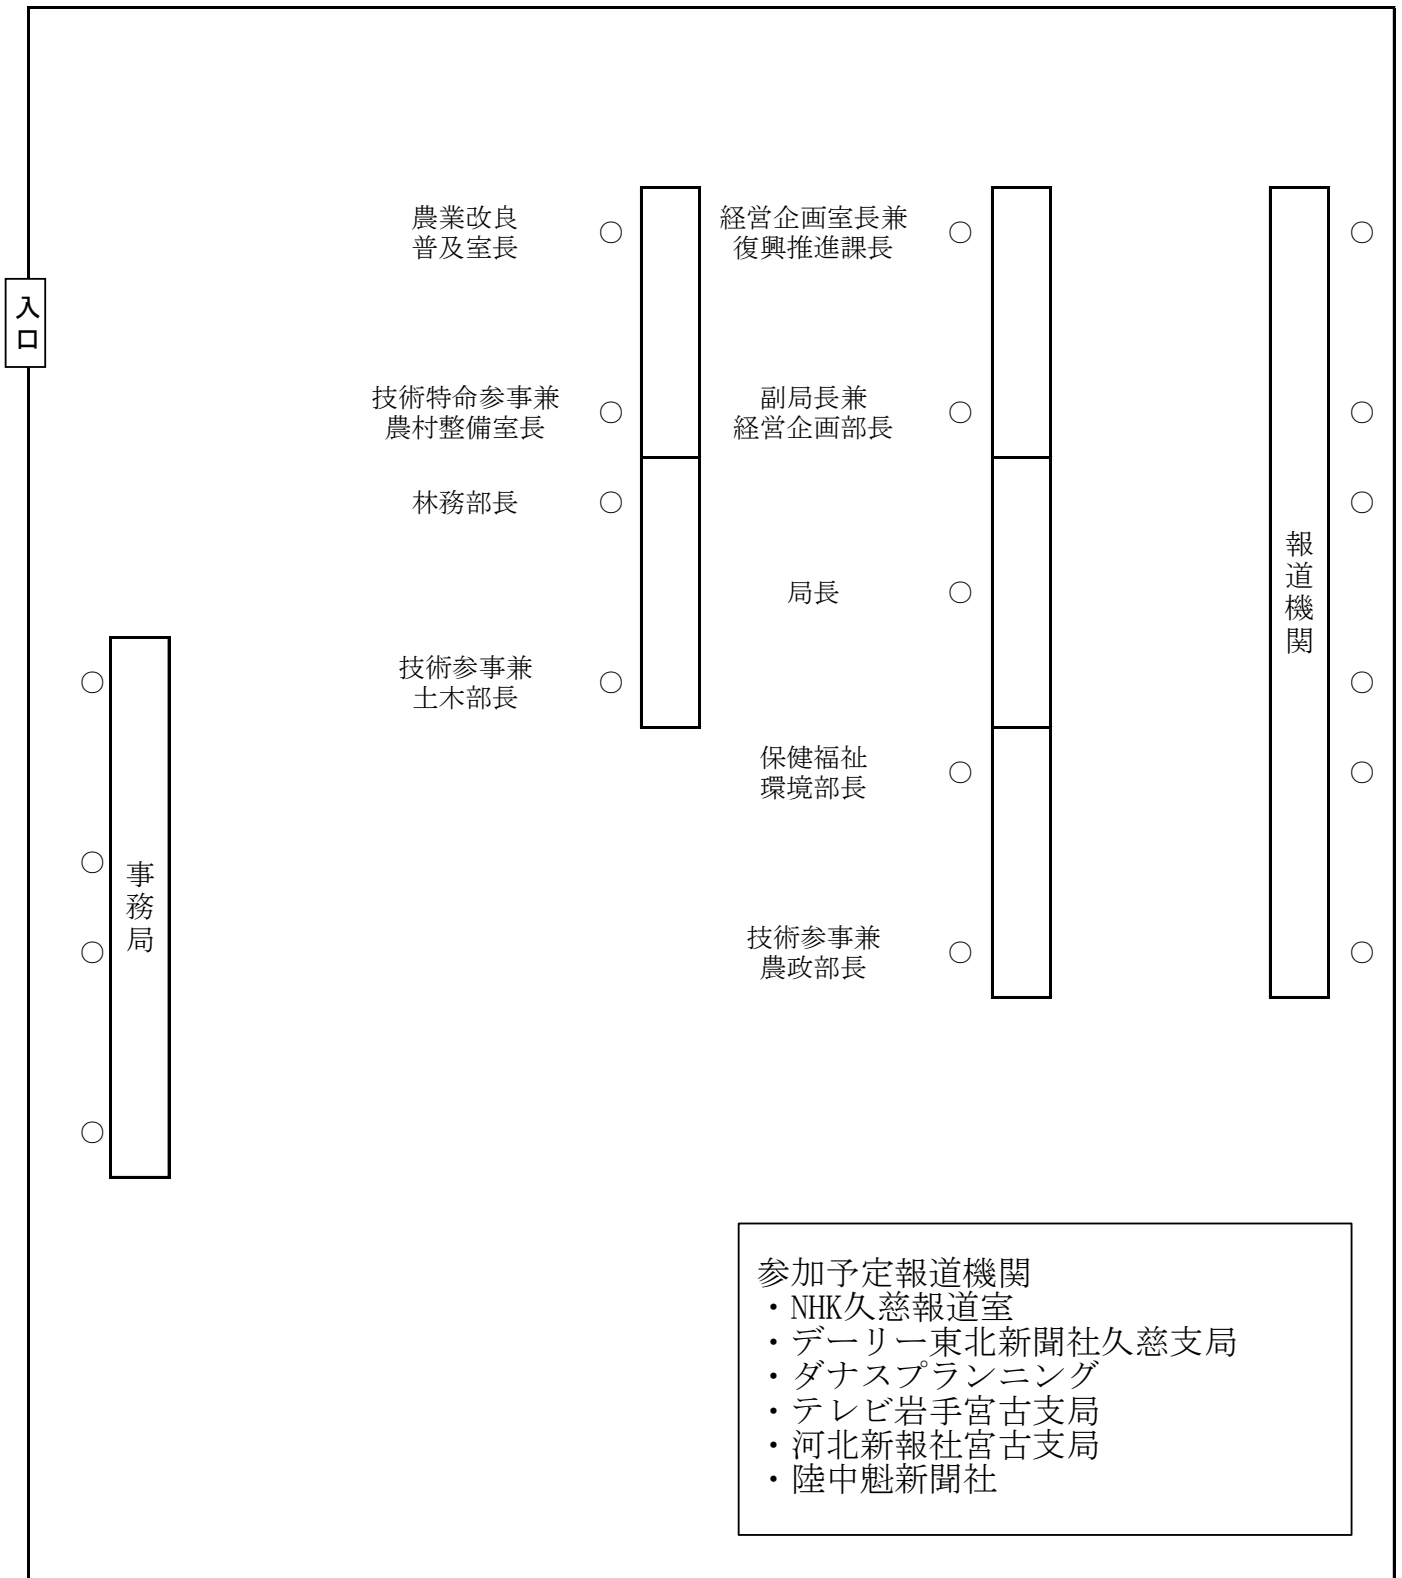 農業改良
普及室長
○
経営企画室長兼
復興推進課長
○
○
入口
技術特命参事兼
農村整備室長
○
副局長兼
経営企画部長
○
○
林務部長
○
○
局長
○
報道機関
技術参事兼
土木部長
○
○
○
保健福祉
環境部長
○
○
事務局
○
○
技術参事兼
農政部長
○
○
○
参加予定報道機関
・NHK久慈報道室
・デーリー東北新聞社久慈支局
・ダナスプランニング
・テレビ岩手宮古支局
・河北新報社宮古支局
・陸中魁新聞社